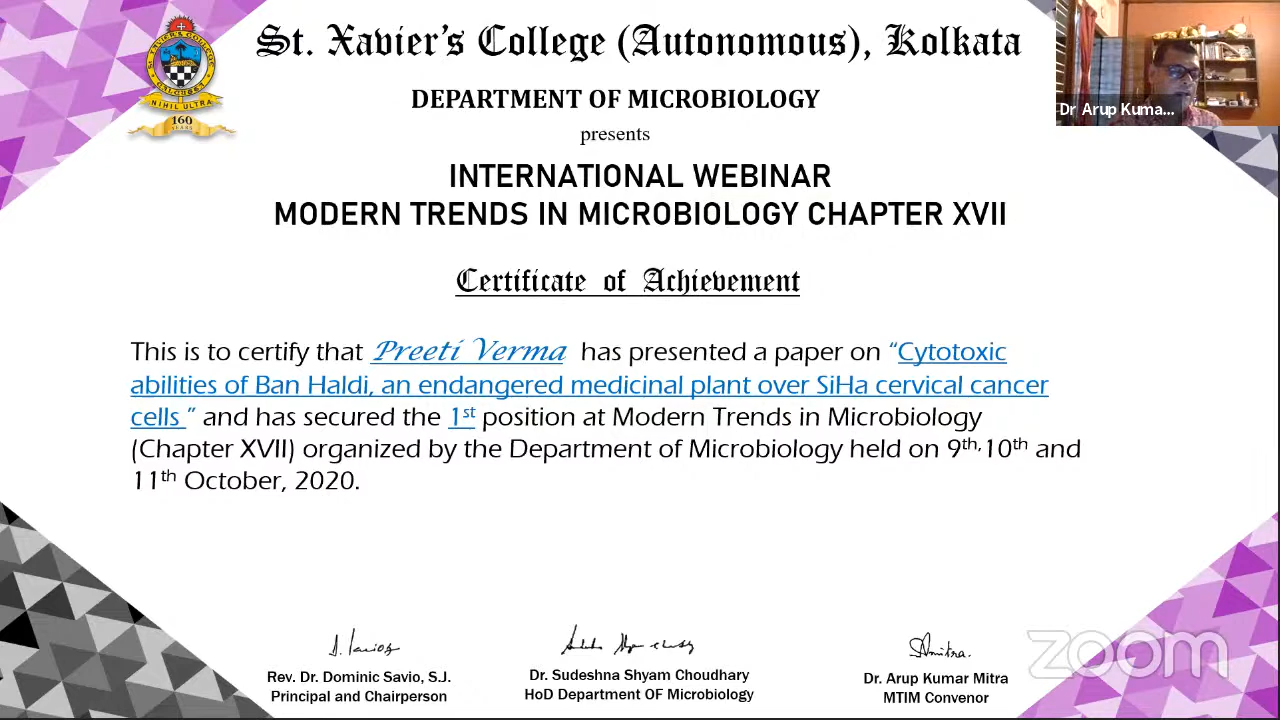 St. Xavier's College (Autonomous), Kolkata
DEPARTMENT OF MICROBIOLOGY
presents
INTERNATIONAL WEBINAR
MODERN TRENDS IN MICROBIOLOGY CHAPTER XVII
Certificate of Achievement
This is to certify that Preeti Verma has presented a paper on “Cytotoxic
abilities of Ban Haldi, an endangered medicinal plant over SiHa cervical cancer
cells ” and has secured the 1st position at Modern Trends in Microbiology
(Chapter XVII) organized by the Department of Microbiology held on 9th,10th and
11th October, 2020.
Rev. Dr. Dominic Savio, S.J.
Principal and Chairperson
Dr. Sudeshna Shyam Choudhary
HoD Department OF Microbiology
Dr. Arup Kumar Mitra
MTIM Convenor
NIHIL ULTRA
160
YEARS
Dr Arup Kuma...
zoom